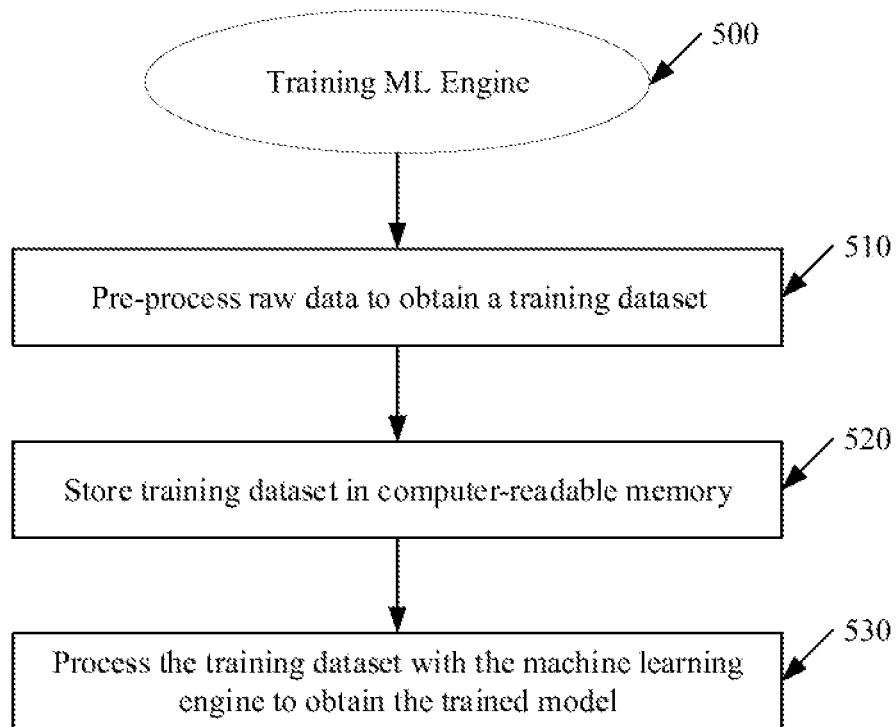 500
Training ML Engine
510
Pre-process raw data to obtain a training dataset
520
Store training dataset in computer-readable memory
530
Process the training dataset with the machine learning
engine to obtain the trained model